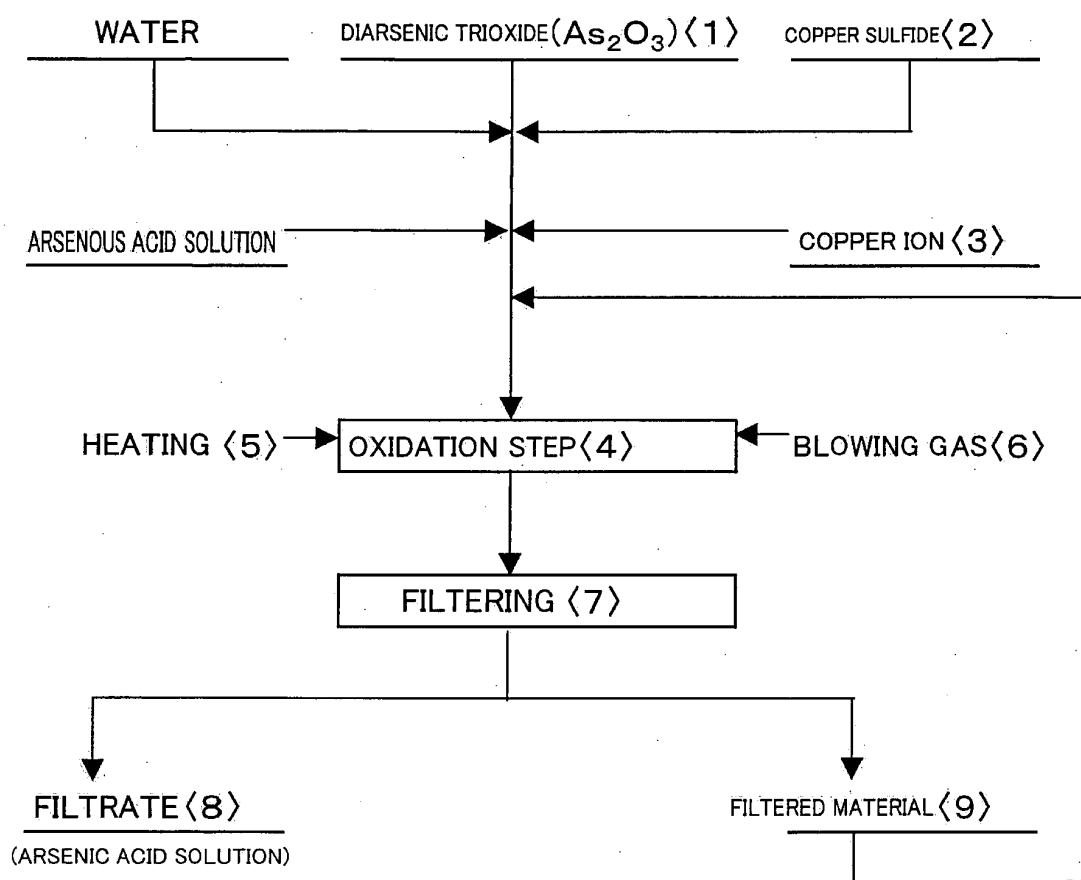 WATER
DIARSENIC TRIOXIDE(As₂O₃)〈1〉
COPPER SULFIDE〈2〉
ARSENOUS ACID SOLUTION
COPPER ION〈3〉
HEATING〈5〉
OXIDATION STEP〈4〉
BLOWING GAS〈6〉
FILTERING〈7〉
FILTRATE〈8〉
(ARSENIC ACID SOLUTION)
FILTERED MATERIAL〈9〉